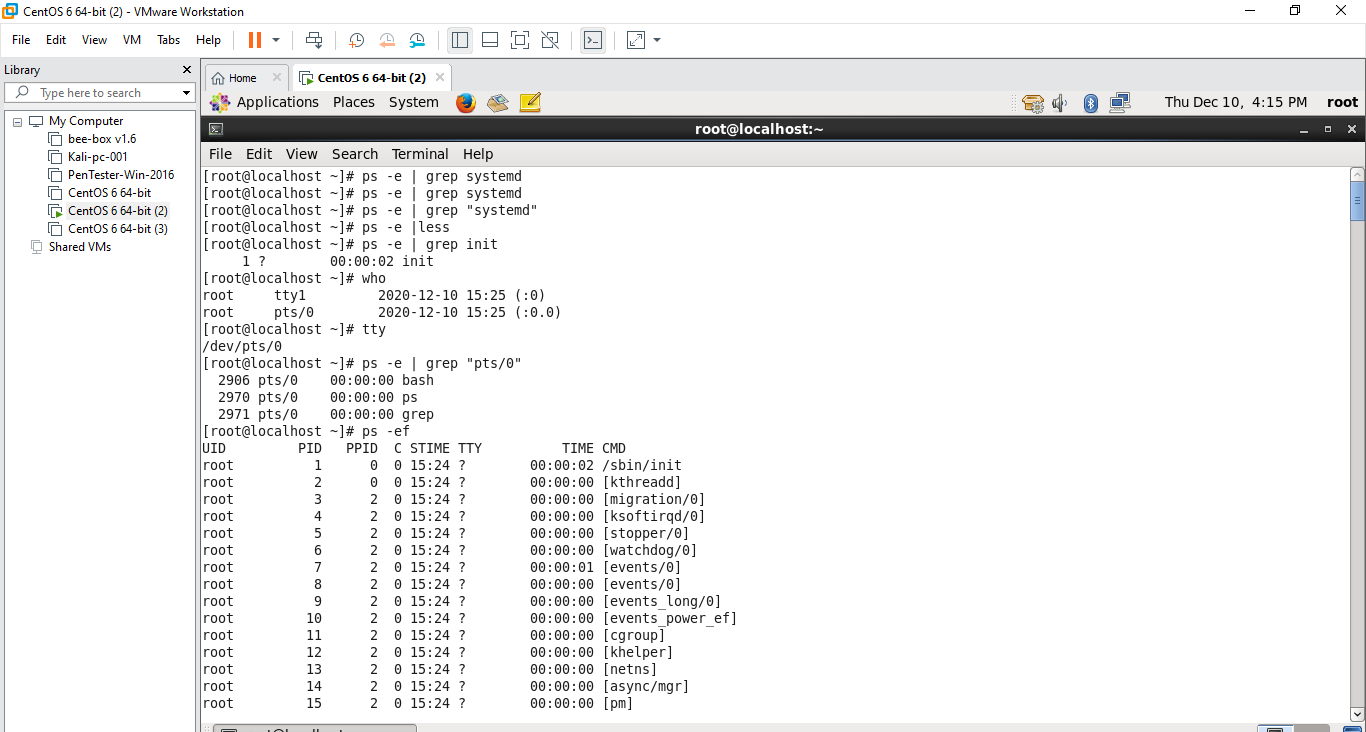 CentOS 6 64-bit (2) - VMware Workstation
File Edit View VM Tabs Help
Library
Type here to search
My Computer
bee-box v1.6
Kali-pc-001
PenTester-Win-2016
CentOS 6 64-bit
CentOS 6 64-bit (2)
CentOS 6 64-bit (3)
Shared VMs
Home CentOS 6 64-bit (2)
Applications Places System Thu Dec 10, 4:15 PM root
root@localhost:~
File Edit View Search Terminal Help
[root@localhost ~]# ps -e | grep systemd
[root@localhost ~]# ps -e | grep systemd
[root@localhost ~]# ps -e | grep "systemd"
[root@localhost ~]# ps -e |less
[root@localhost ~]# ps -e | grep init
     1 ?        00:00:02 init
[root@localhost ~]# who
root     tty1         2020-12-10 15:25 (:0)
root     pts/0        2020-12-10 15:25 (:0.0)
[root@localhost ~]# tty
/dev/pts/0
[root@localhost ~]# ps -e | grep "pts/0"
  2906 pts/0    00:00:00 bash
  2970 pts/0    00:00:00 ps
  2971 pts/0    00:00:00 grep
[root@localhost ~]# ps -ef
UID         PID   PPID  C STIME TTY          TIME CMD
root          1      0  0 15:24 ?        00:00:02 /sbin/init
root          2      0  0 15:24 ?        00:00:00 [kthreadd]
root          3      2  0 15:24 ?        00:00:00 [migration/0]
root          4      2  0 15:24 ?        00:00:00 [ksoftirqd/0]
root          5      2  0 15:24 ?        00:00:00 [stopper/0]
root          6      2  0 15:24 ?        00:00:00 [watchdog/0]
root          7      2  0 15:24 ?        00:00:01 [events/0]
root          8      2  0 15:24 ?        00:00:00 [events/0]
root          9      2  0 15:24 ?        00:00:00 [events_long/0]
root         10      2  0 15:24 ?        00:00:00 [events_power_ef]
root         11      2  0 15:24 ?        00:00:00 [cgroup]
root         12      2  0 15:24 ?        00:00:00 [khelper]
root         13      2  0 15:24 ?        00:00:00 [netns]
root         14      2  0 15:24 ?        00:00:00 [async/mgr]
root         15      2  0 15:24 ?        00:00:00 [pm]